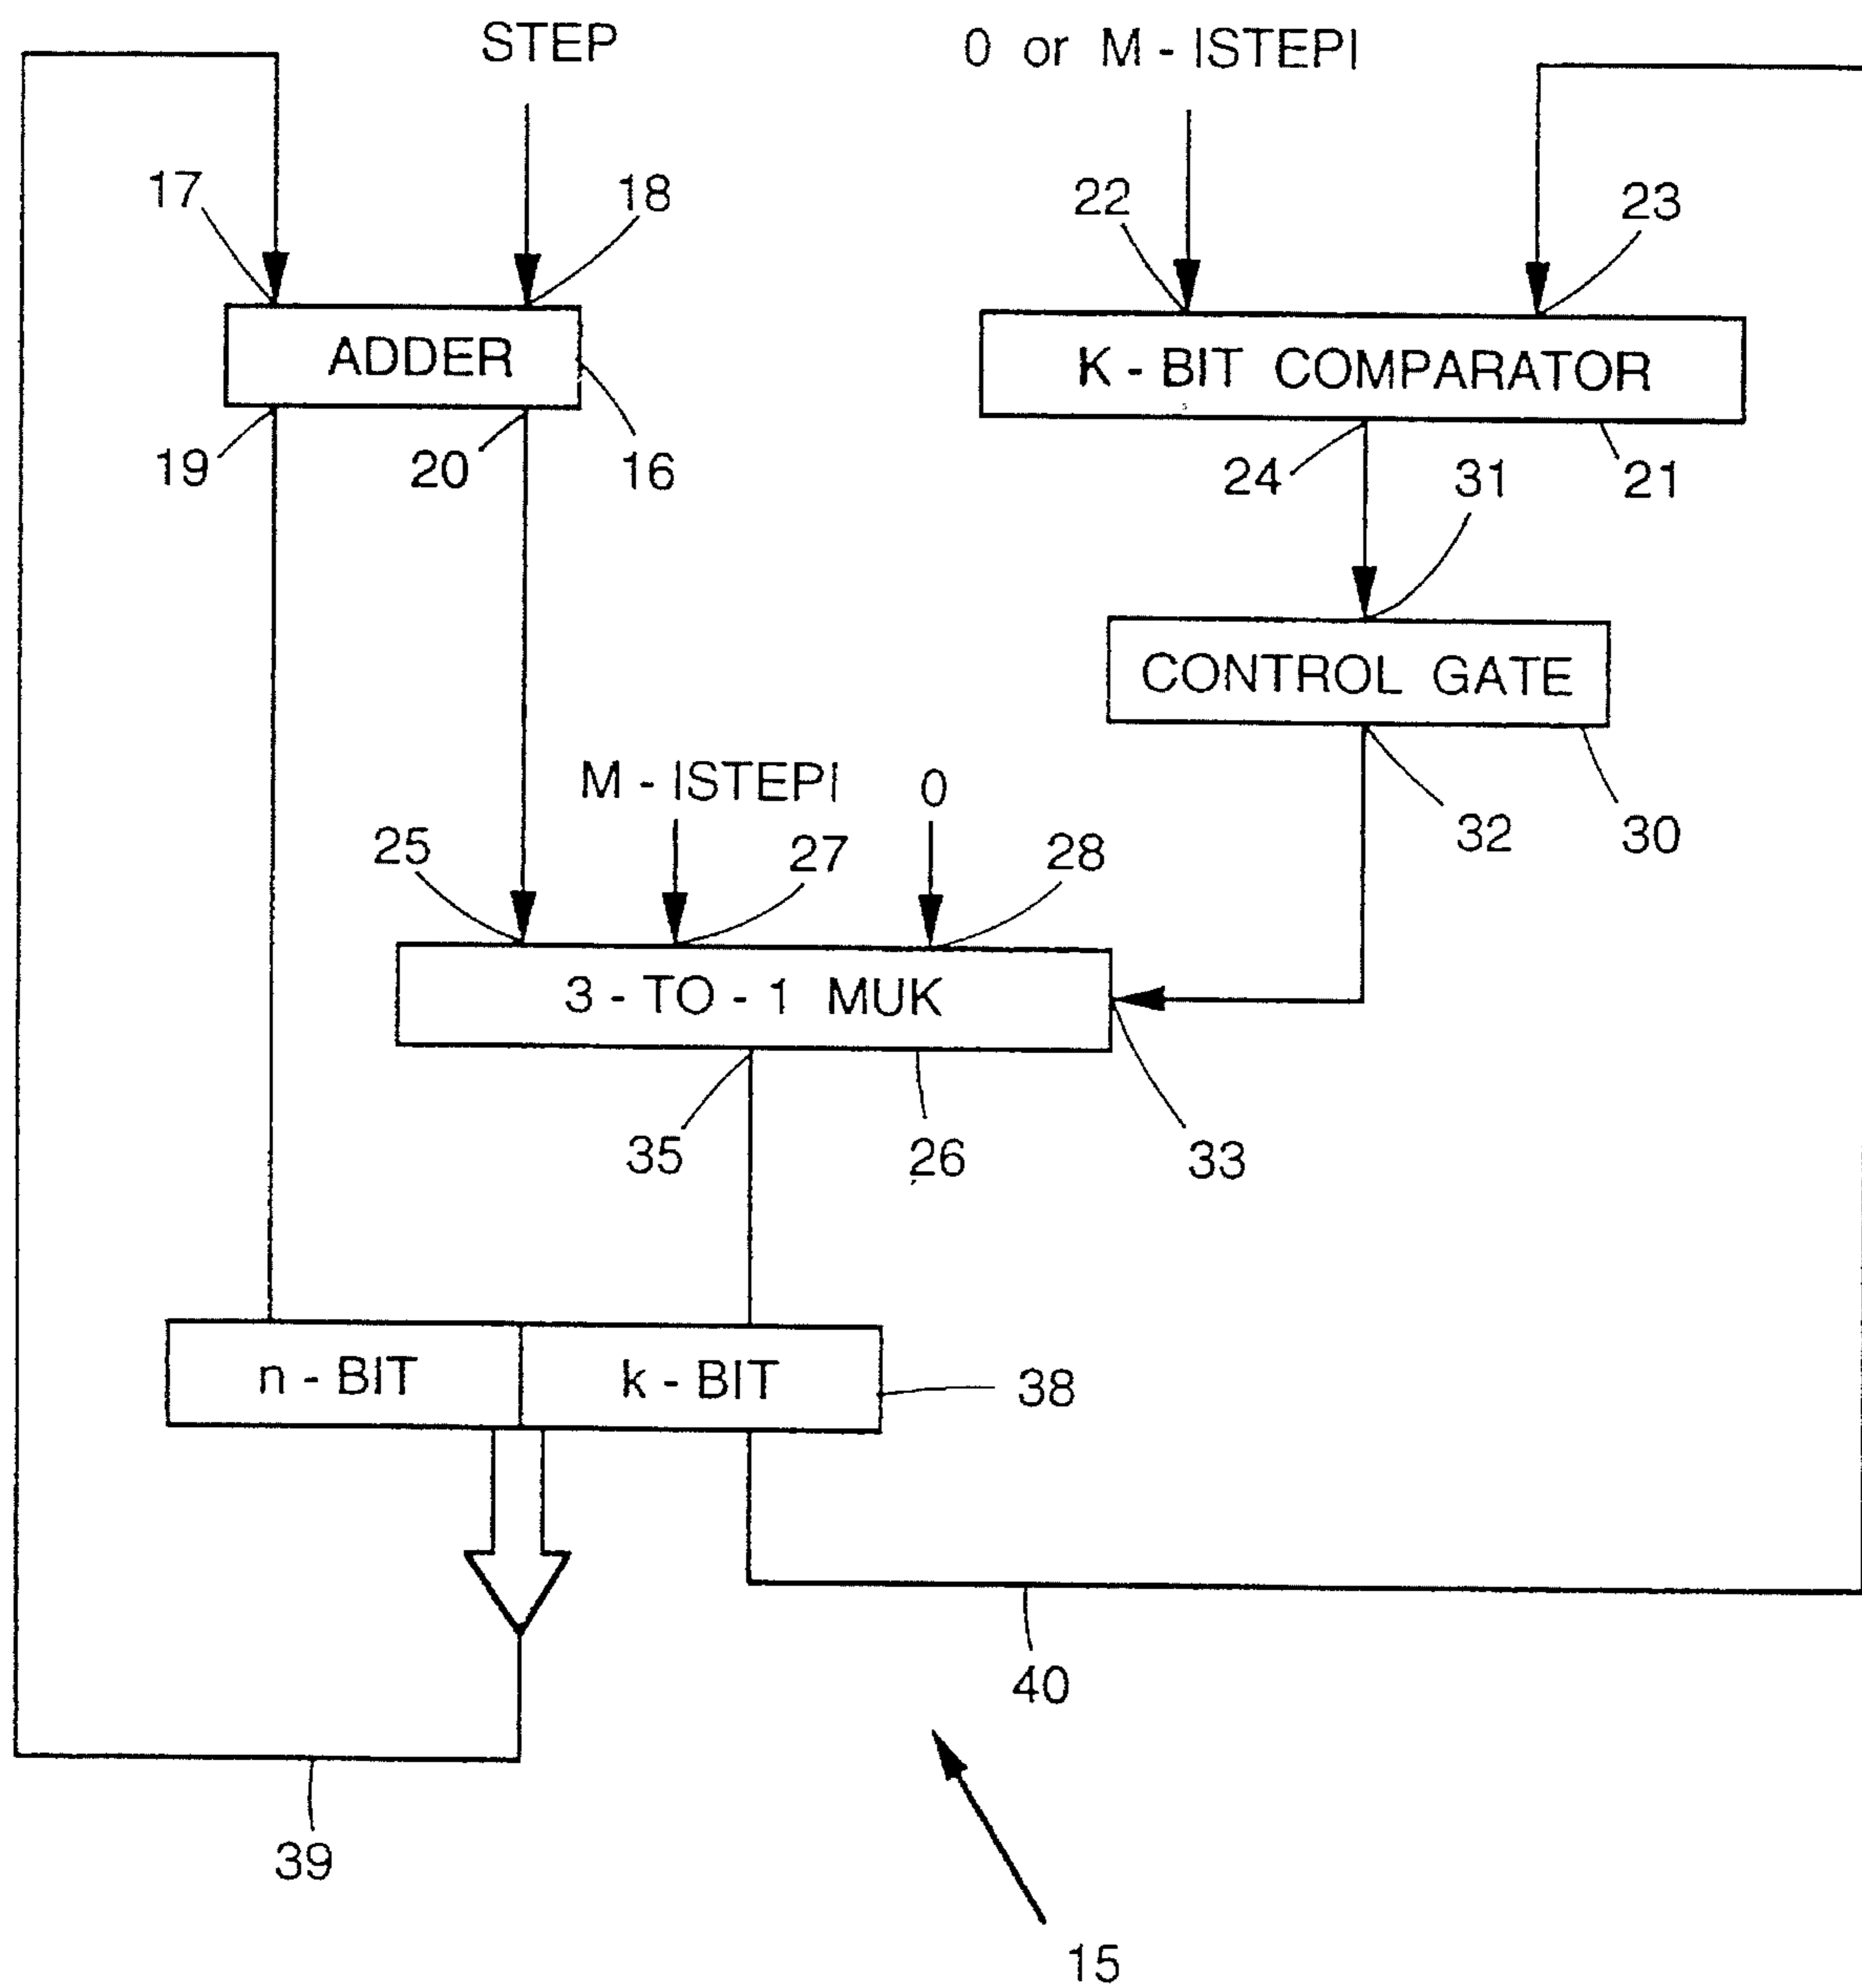 STEP
0 or M - ISTEPI
17
18
22
23
ADDER
K - BIT COMPARATOR
19
20
16
24
31
21
CONTROL GATE
M - ISTEPI
0
25
27
28
32
30
3 - TO - 1 MUK
35
26
33
n - BIT
k - BIT
38
40
39
15